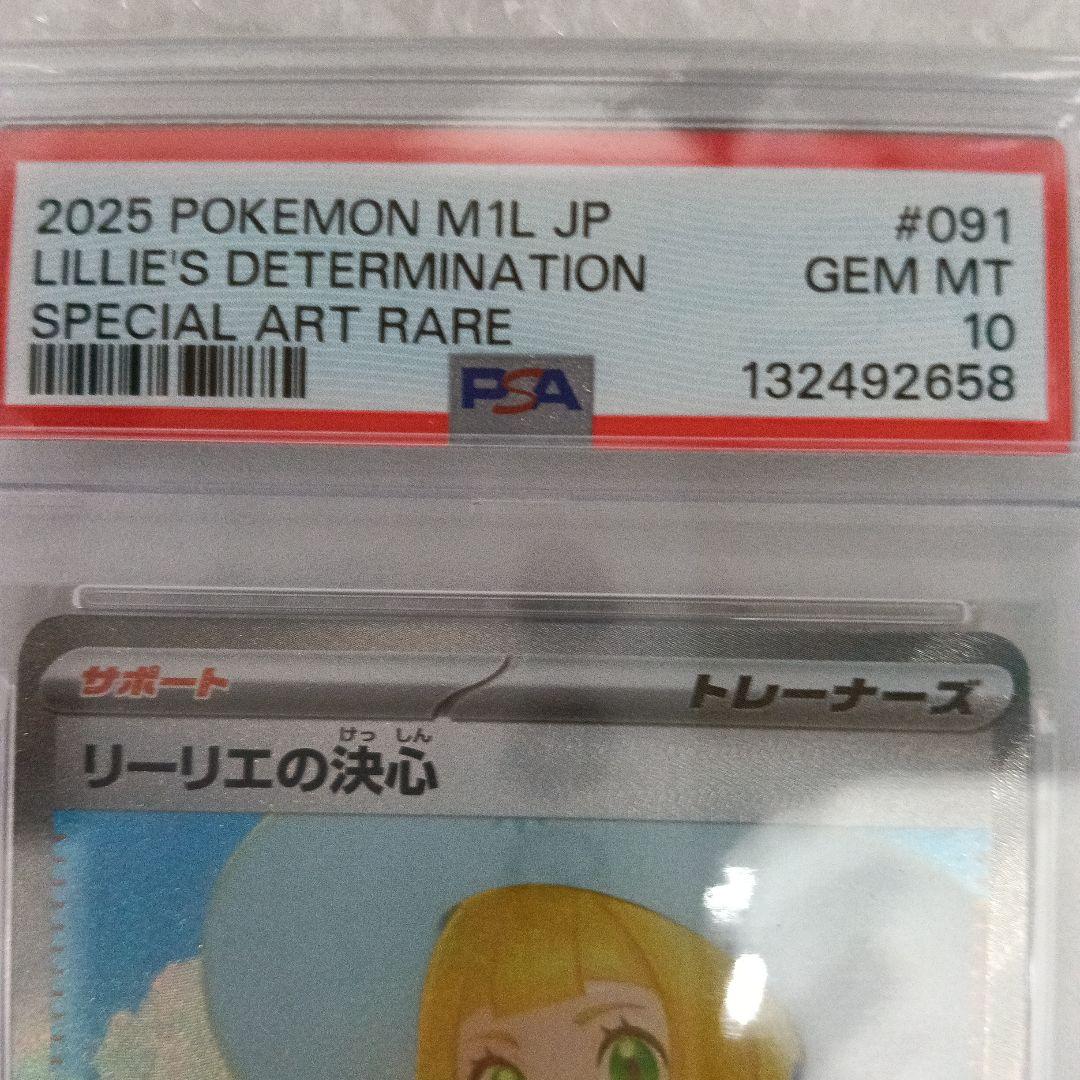 2025 POKEMON M1L JP #091
LILLIE'S DETERMINATION GEM MT
SPECIAL ART RARE 10
PSA 132492658
サポート トレーナーズ
けっ しん
リーリエの決心